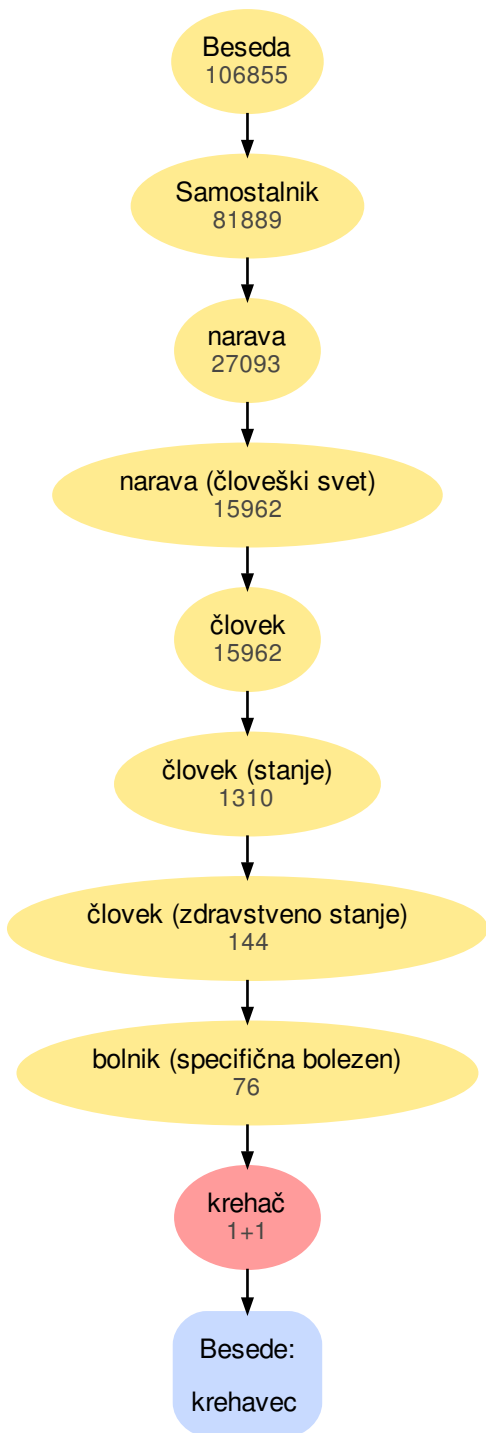 Beseda
106855
Samostalnik
81889
narava
27093
narava (človeški svet)
15962
človek
15962
človek (stanje)
1310
človek (zdravstveno stanje)
144
bolnik (specifična bolezen)
76
krehač
1+1
Besede:
krehavec